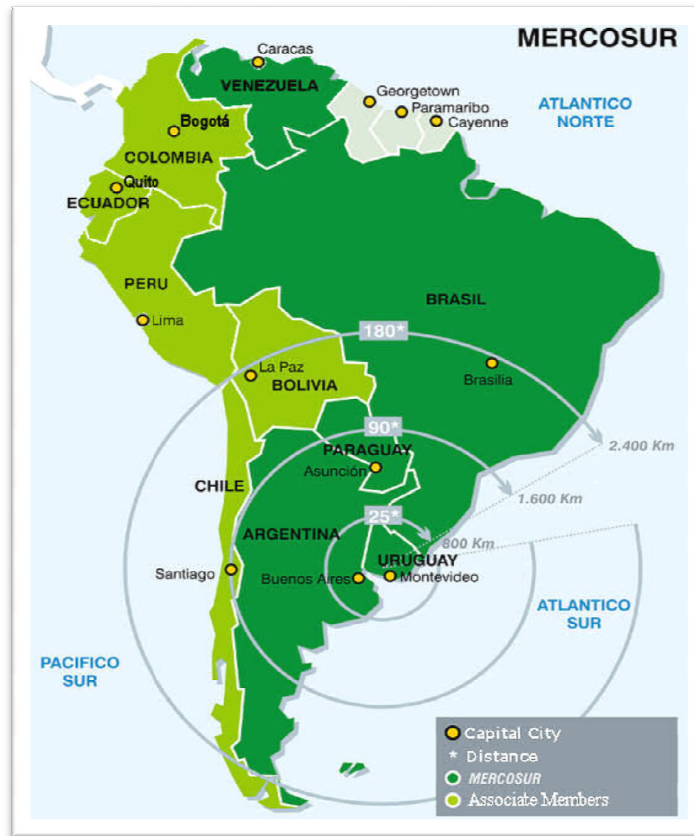 MERCOSUR
Caracas
VENEZUELA
Georgetown
Paramaribo
Cayenne
ATLANTICO
NORTE
Bogotá
COLOMBIA
Quito
ECUADOR
PERU
Lima
BRASIL
180*
La Paz
BOLIVIA
Brasilia
90*
2.400 Km
PARAGUAY
Asunción
CHILE
1.600 Km
25*
ARGENTINA
800 Km
URUGUAY
Santiago
Buenos Aires
Montevideo
ATLANTICO
SUR
PACIFICO
SUR
Capital City
* Distance
MERCOSUR
Associate Members